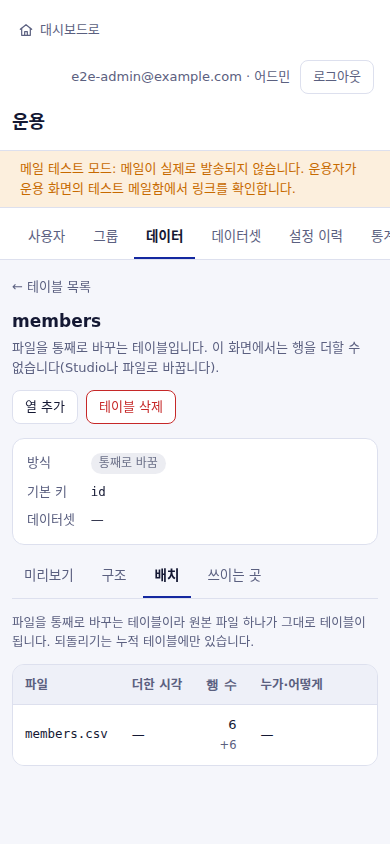 대시보드로
e2e-admin@example.com · 어드민
로그아웃
운용
메일 테스트 모드: 메일이 실제로 발송되지 않습니다. 운용자가
운용 화면의 테스트 메일함에서 링크를 확인합니다.
사용자 그룹 데이터 데이터셋 설정 이력
← 테이블 목록
members
파일을 통째로 바꾸는 테이블입니다. 이 화면에서는 행을 더할 수
없습니다(Studio나 파일로 바꿉니다).
열 추가 테이블 삭제
방식 통째로 바꿈
기본 키 id
데이터셋 —
미리보기 구조 배치 쓰이는 곳
파일을 통째로 바꾸는 테이블이라 원본 파일 하나가 그대로 테이블이
됩니다. 되돌리기는 누적 테이블에만 있습니다.
파일 더한 시각 행 수 누가·어떻게
members.csv — 6 —
+6